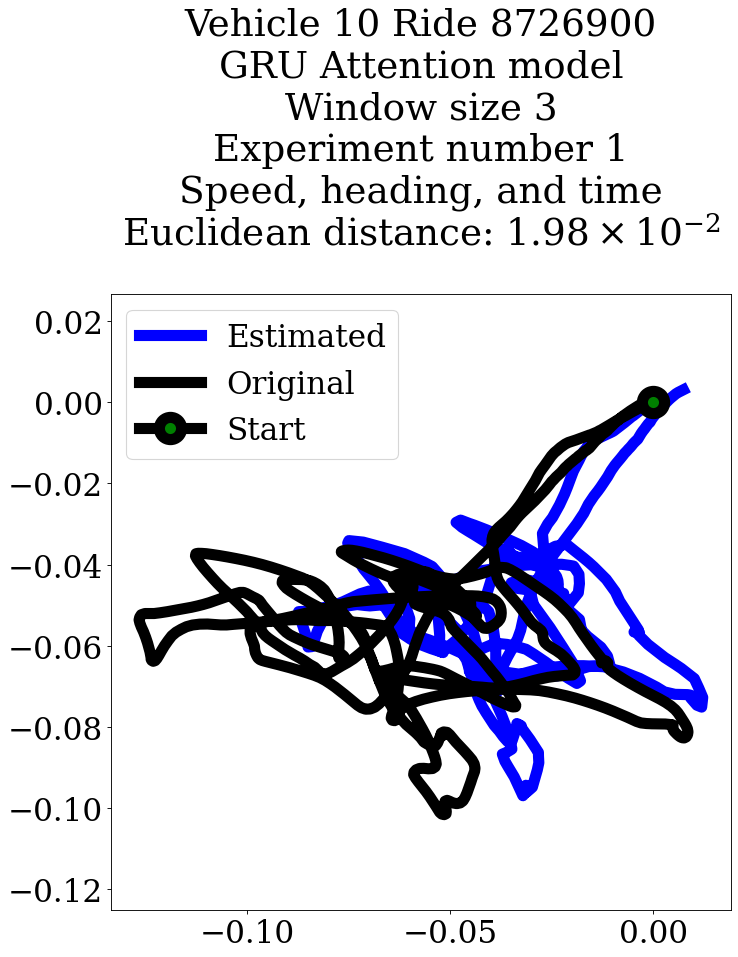 Vehicle 10 Ride 8726900
GRU Attention model
Window size 3
Experiment number 1
Speed, heading, and time
Euclidean distance: 1.98 × 10⁻²
Estimated
Original
Start
0.02
0.00
−0.02
−0.04
−0.06
−0.08
−0.10
−0.12
−0.10 −0.05 0.00